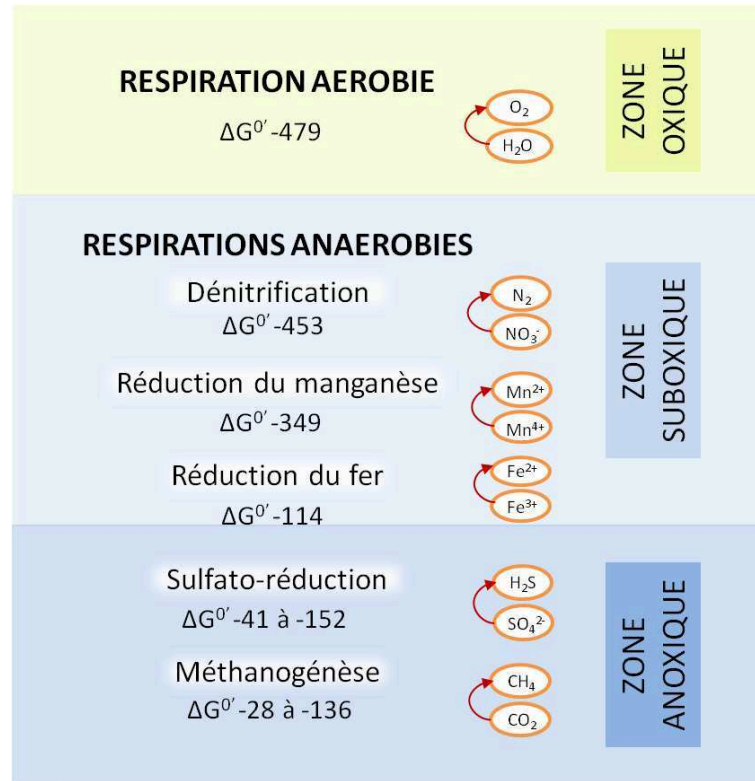 RESPIRATION AEROBIE
ΔG⁰′ -479
O₂
H₂O
ZONE
OXIQUE
RESPIRATIONS ANAEROBIES
Dénitrification
ΔG⁰′ -453
N₂
NO₃⁻
Réduction du manganèse
ΔG⁰′ -349
Mn²⁺
Mn⁴⁺
Réduction du fer
ΔG⁰′ -114
Fe²⁺
Fe³⁺
ZONE
SUBOXIQUE
Sulfato-réduction
ΔG⁰′ -41 à -152
H₂S
SO₄²⁻
Méthanogénèse
ΔG⁰′ -28 à -136
CH₄
CO₂
ZONE
ANOXIQUE